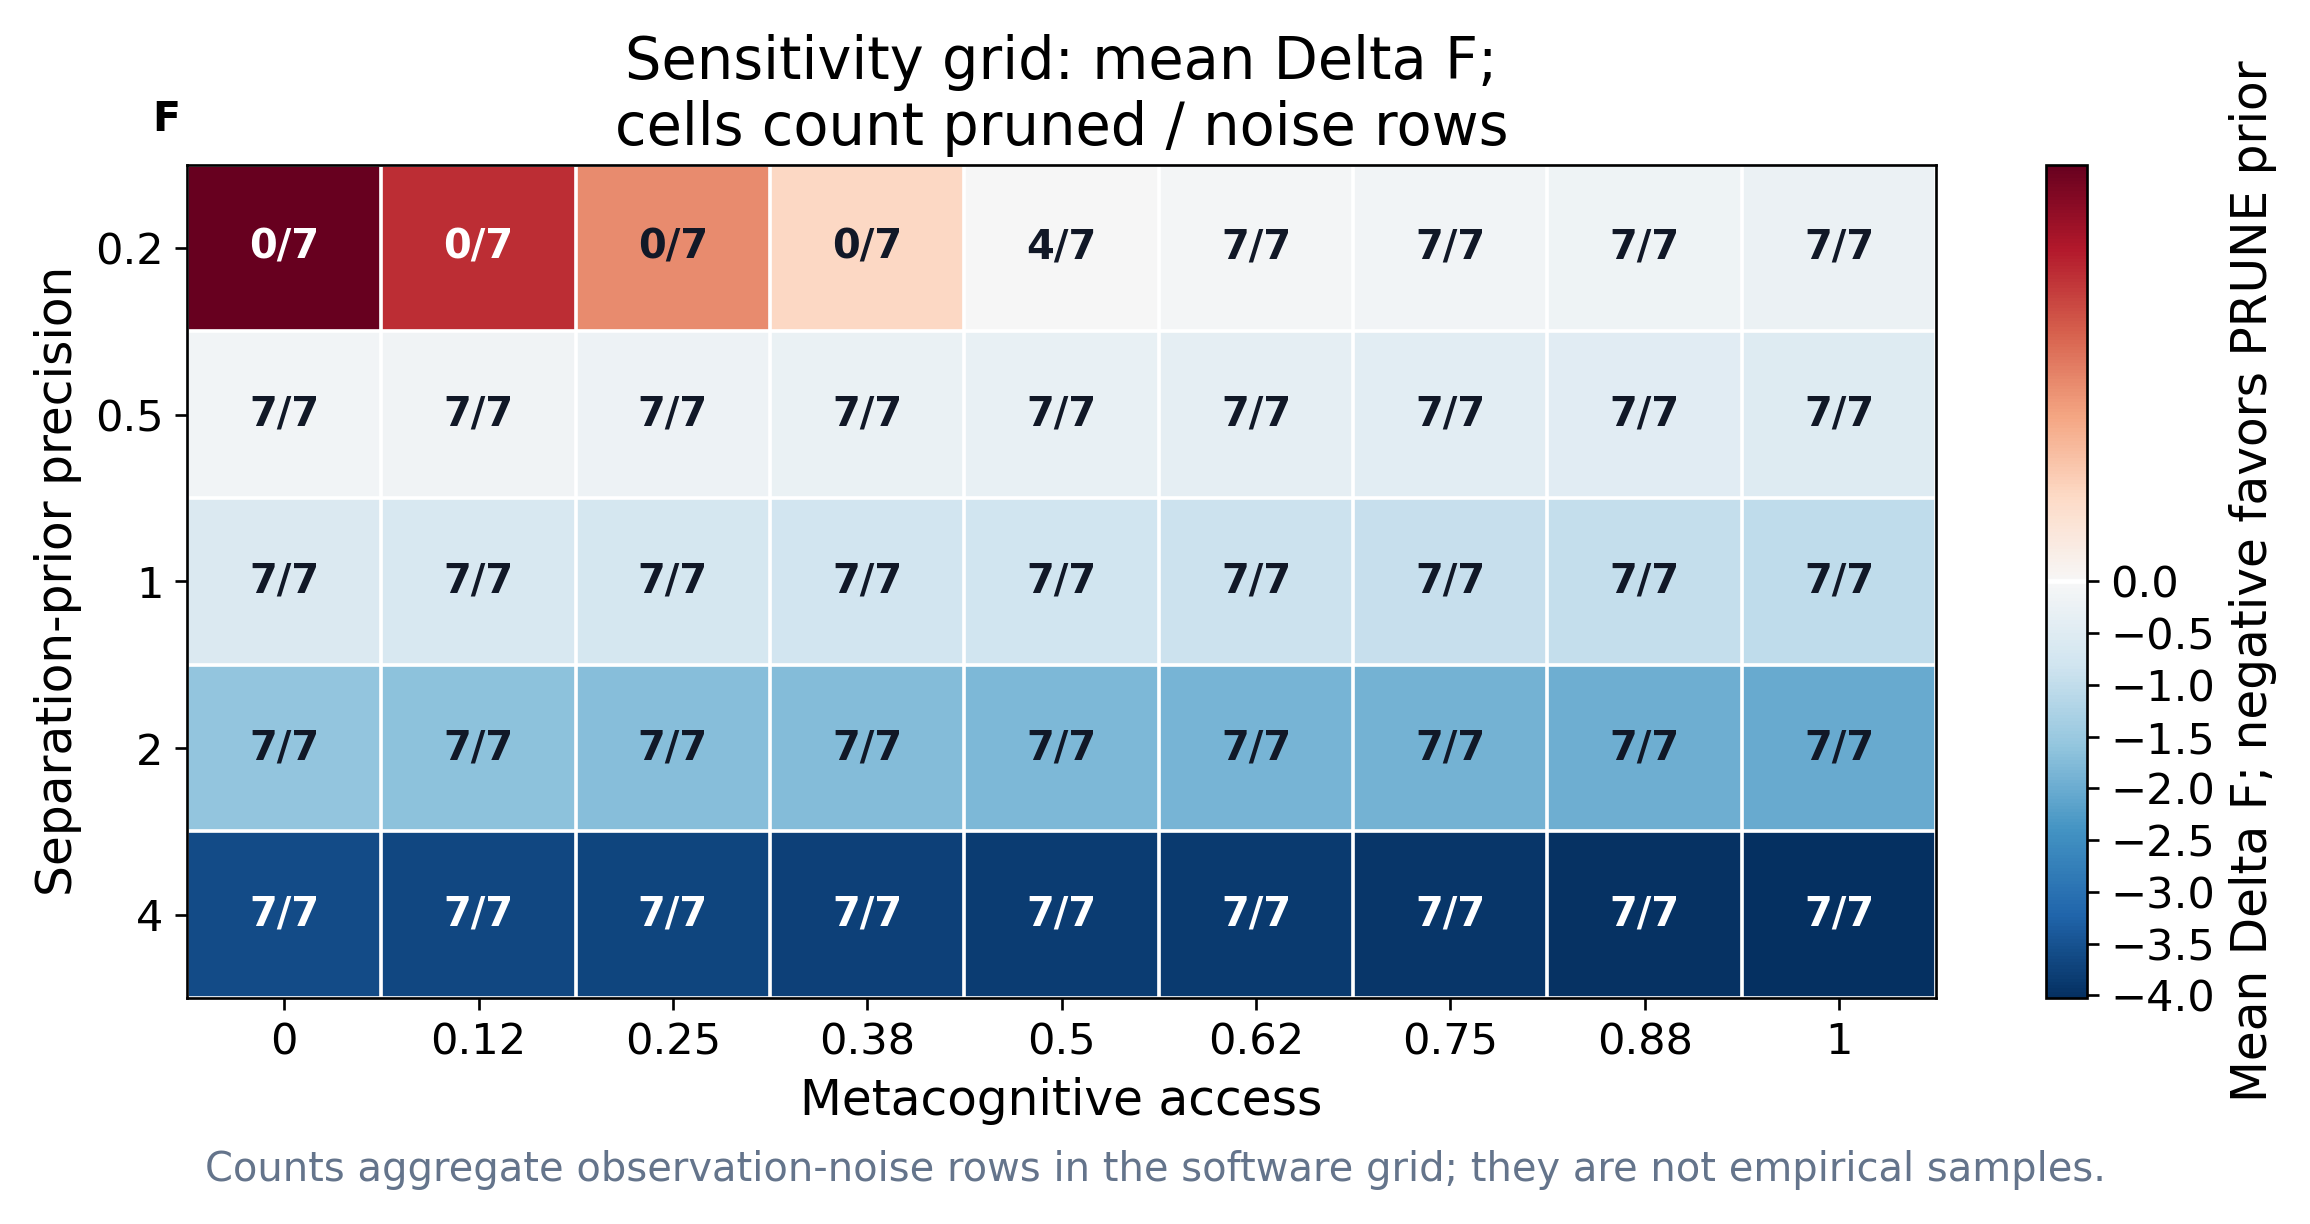 Sensitivity grid: mean Delta F;
cells count pruned / noise rows
F
Separation-prior precision
0.2 0/7 0/7 0/7 0/7 4/7 7/7 7/7 7/7 7/7
0.5 7/7 7/7 7/7 7/7 7/7 7/7 7/7 7/7 7/7
1 7/7 7/7 7/7 7/7 7/7 7/7 7/7 7/7 7/7
2 7/7 7/7 7/7 7/7 7/7 7/7 7/7 7/7 7/7
4 7/7 7/7 7/7 7/7 7/7 7/7 7/7 7/7 7/7
0 0.12 0.25 0.38 0.5 0.62 0.75 0.88 1
Metacognitive access
0.0
−0.5
−1.0
−1.5
−2.0
−2.5
−3.0
−3.5
−4.0
Mean Delta F; negative favors PRUNE prior
Counts aggregate observation-noise rows in the software grid; they are not empirical samples.